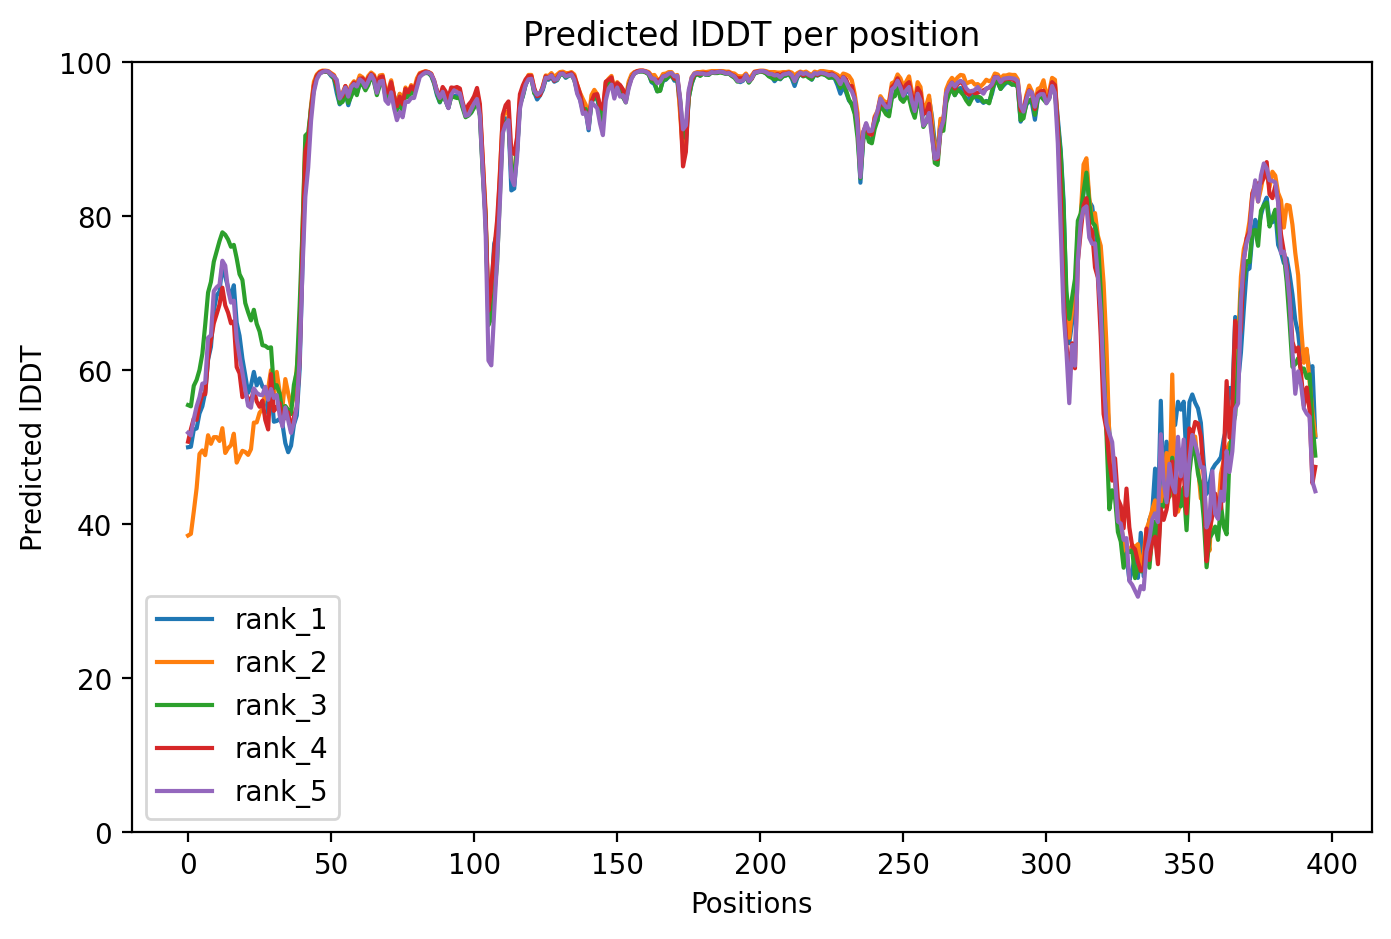 Predicted lDDT per position
Predicted lDDT
100
80
60
40
20
0
rank_1
rank_2
rank_3
rank_4
rank_5
0 50 100 150 200 250 300 350 400
Positions